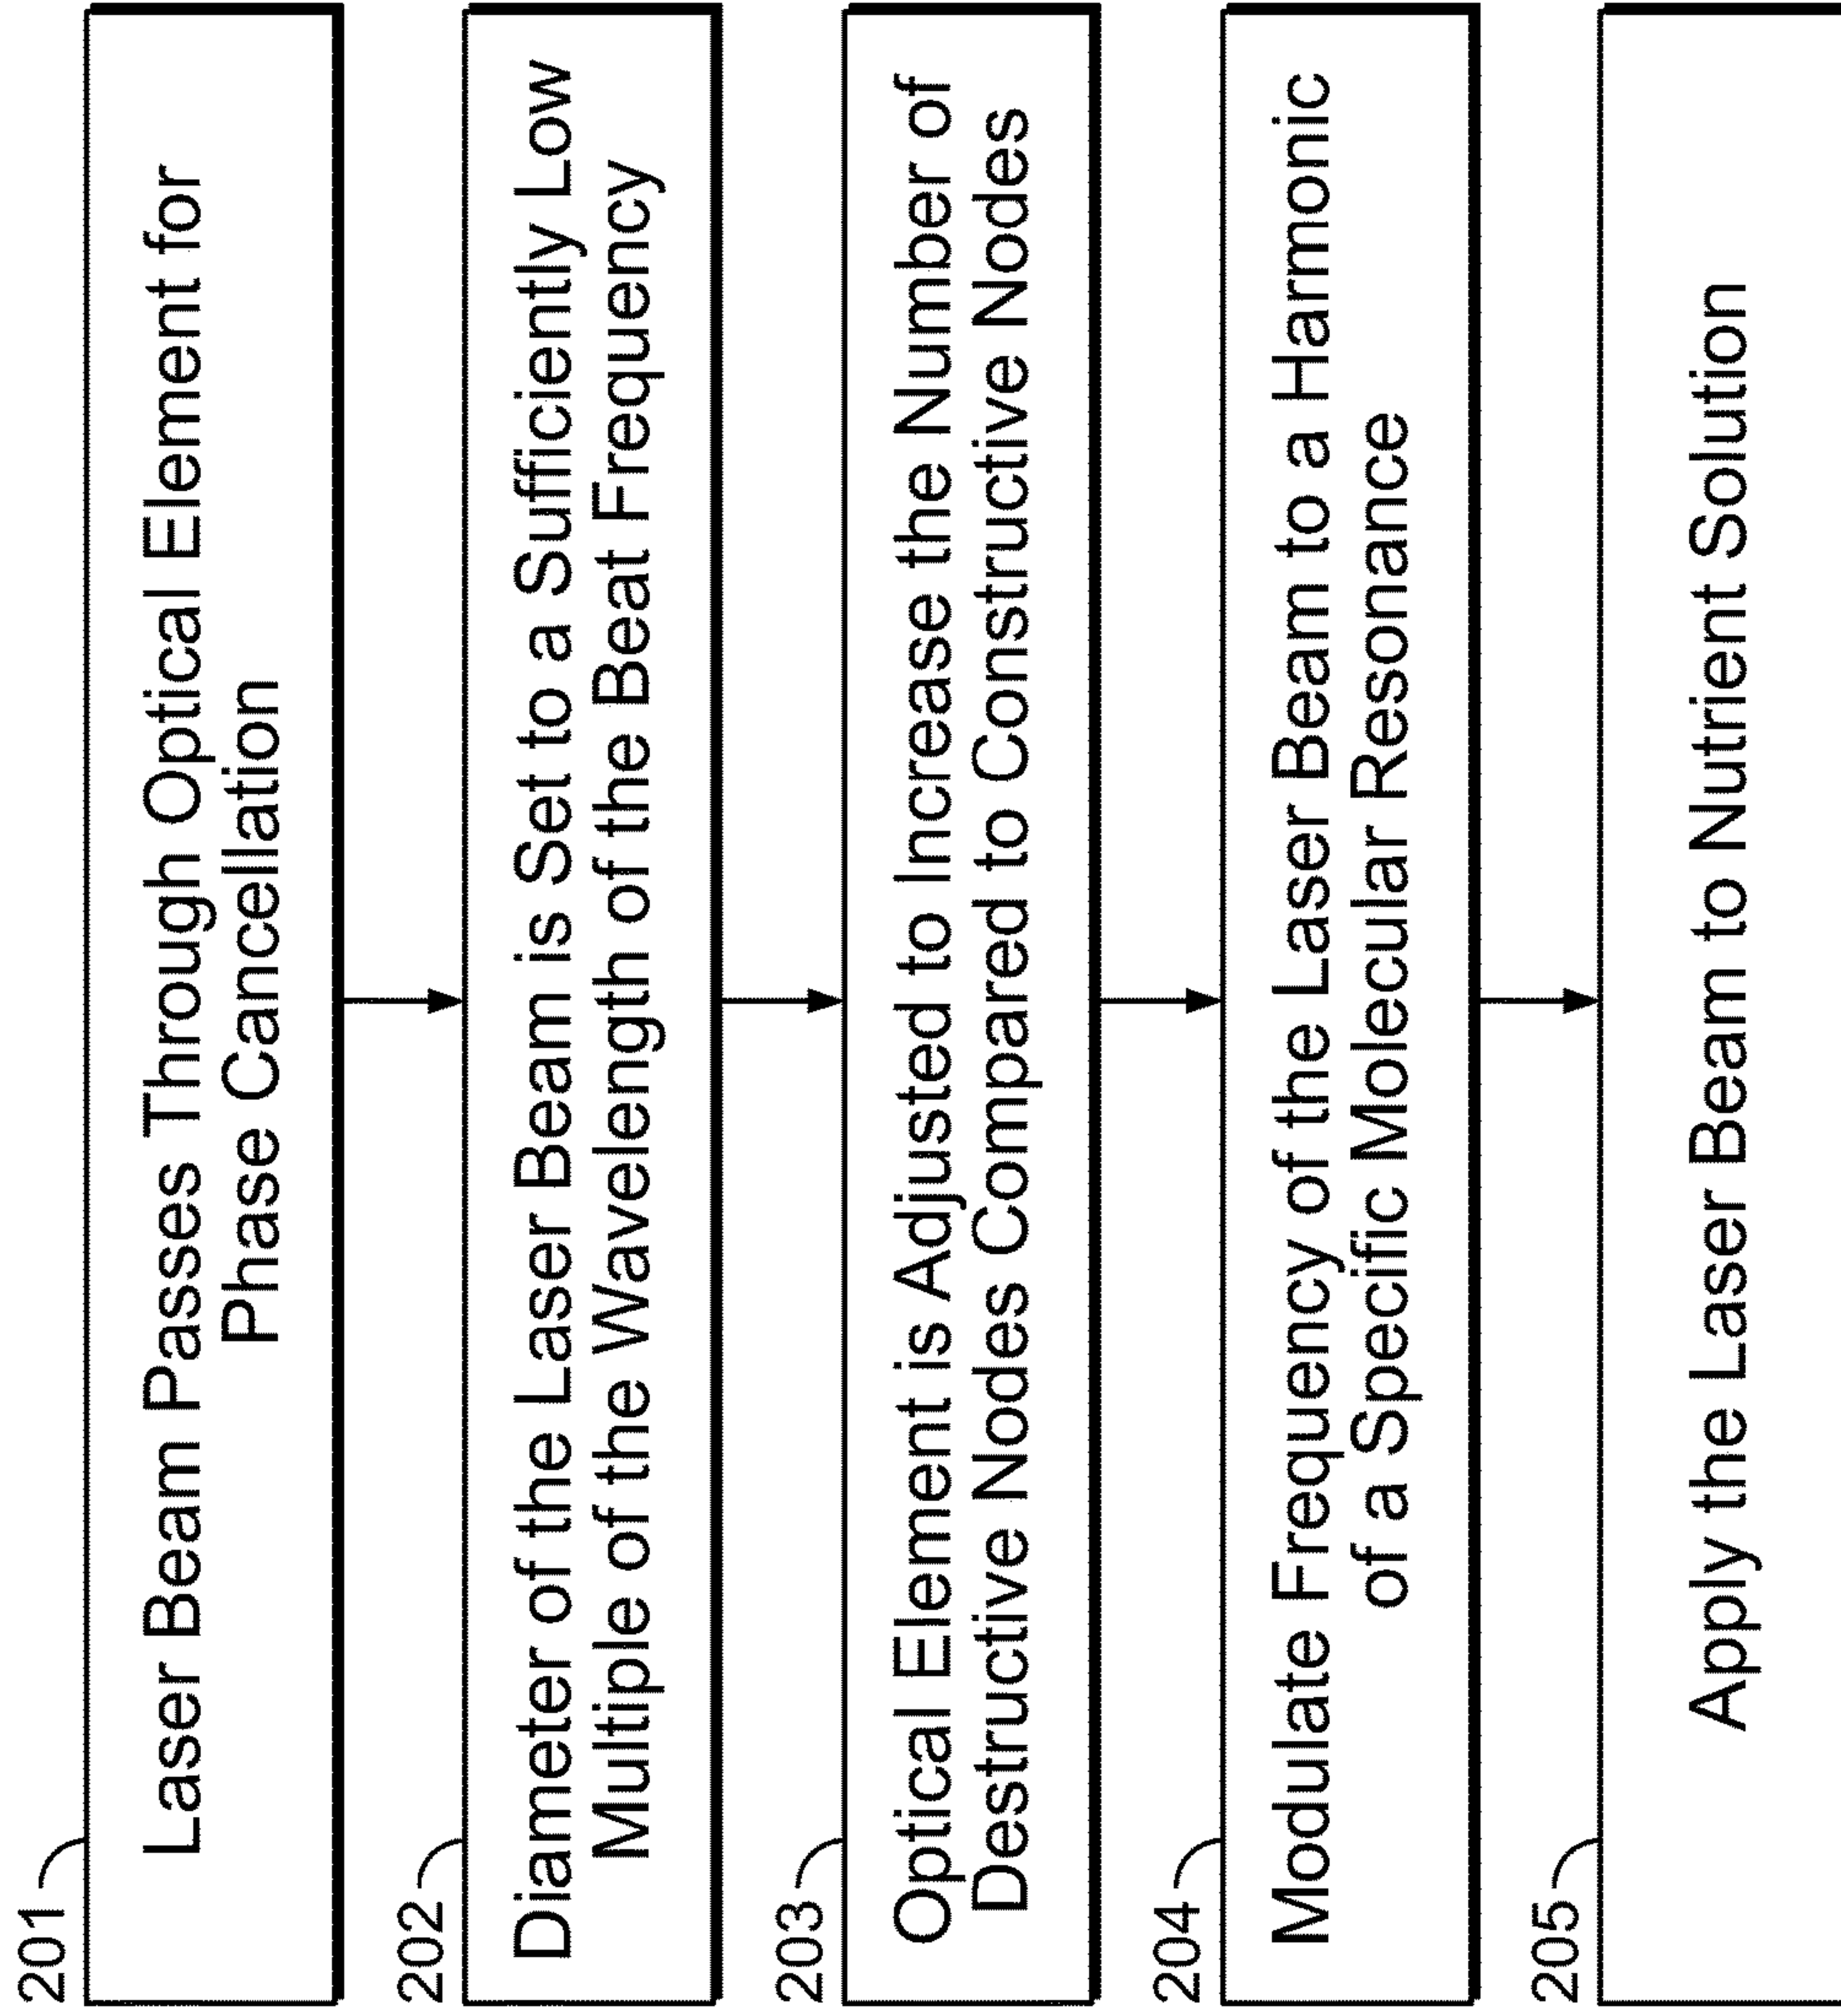 201
Laser Beam Passes Through Optical Element for
Phase Cancellation
202
Diameter of the Laser Beam is Set to a Sufficiently Low
Multiple of the Wavelength of the Beat Frequency
203
Optical Element is Adjusted to Increase the Number of
Destructive Nodes Compared to Constructive Nodes
204
Modulate Frequency of the Laser Beam to a Harmonic
of a Specific Molecular Resonance
205
Apply the Laser Beam to Nutrient Solution